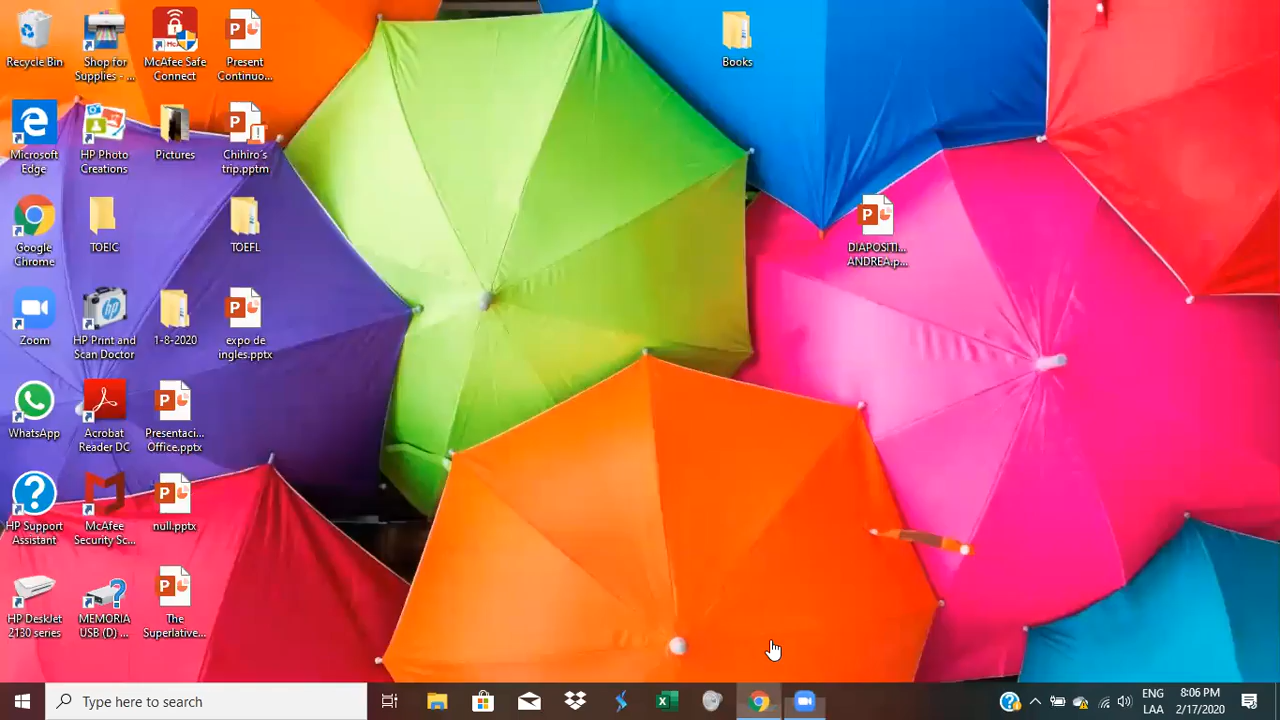 Recycle Bin
Shop for
Supplies - ...
McAfee Safe
Connect
Present
Continuo...
Books
Microsoft
Edge
HP Photo
Creations
Pictures
Chihiro's
trip.pptm
Google
Chrome
TOEIC
TOEFL
DIAPOSITI...
ANDREA.p...
Zoom
HP Print and
Scan Doctor
1-8-2020
expo de
ingles.pptx
WhatsApp
Acrobat
Reader DC
Presentaci...
Office.pptx
HP Support
Assistant
McAfee
Security Sc...
null.pptx
HP DeskJet
2130 series
MEMORIA
USB (D) ...
The
Superlative...
Type here to search
ENG
LAA
8:06 PM
2/17/2020